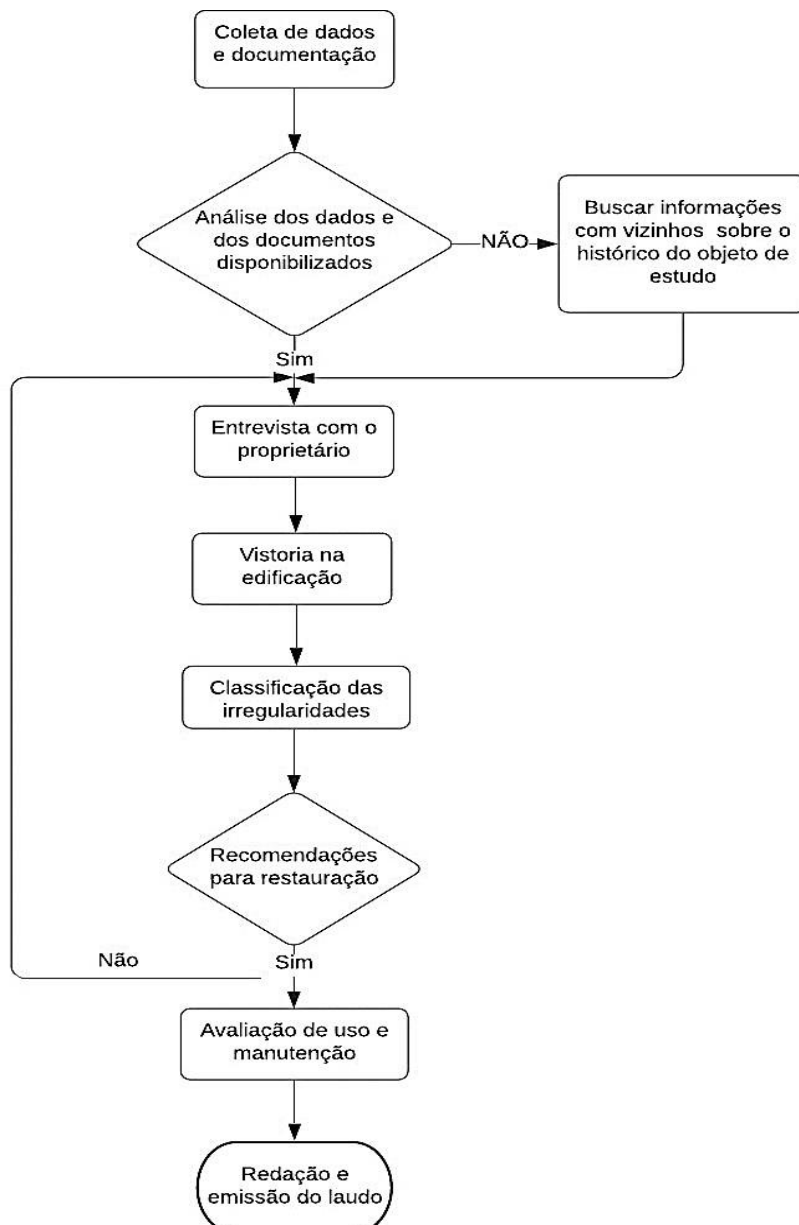 Coleta de dados
e documentação
Análise dos dados e
dos documentos
disponibilizados
NÃO
Buscar informações
com vizinhos sobre o
histórico do objeto de
estudo
Sim
Entrevista com o
proprietário
Vistoria na
edificação
Classificação das
irregularidades
Recomendações
para restauração
Não
Sim
Avaliação de uso e
manutenção
Redação e
emissão do laudo